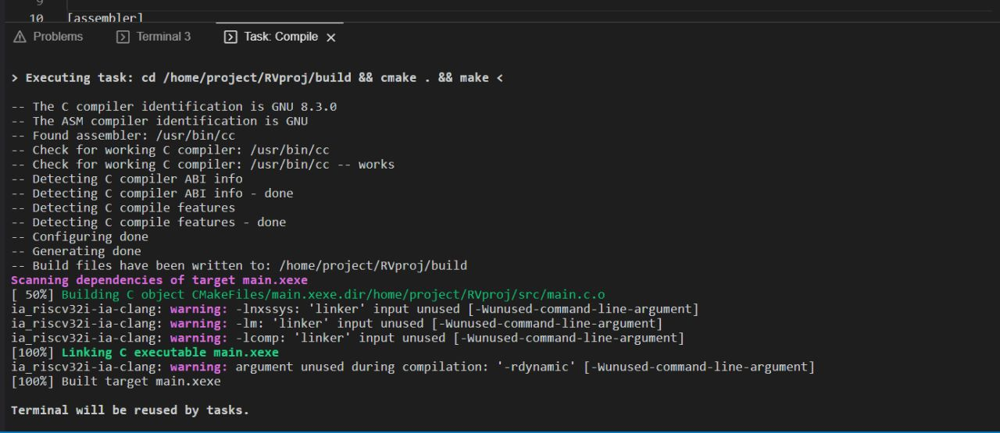 9
10 [assembler]
Problems Terminal 3 Task: Compile
> Executing task: cd /home/project/RVproj/build && cmake . && make <
-- The C compiler identification is GNU 8.3.0
-- The ASM compiler identification is GNU
-- Found assembler: /usr/bin/cc
-- Check for working C compiler: /usr/bin/cc
-- Check for working C compiler: /usr/bin/cc -- works
-- Detecting C compiler ABI info
-- Detecting C compiler ABI info - done
-- Detecting C compile features
-- Detecting C compile features - done
-- Configuring done
-- Generating done
-- Build files have been written to: /home/project/RVproj/build
Scanning dependencies of target main.xexe
[ 50%] Building C object CMakeFiles/main.xexe.dir/home/project/RVproj/src/main.c.o
ia_riscv32i-ia-clang: warning: -lnxssys: 'linker' input unused [-Wunused-command-line-argument]
ia_riscv32i-ia-clang: warning: -lm: 'linker' input unused [-Wunused-command-line-argument]
ia_riscv32i-ia-clang: warning: -lcomp: 'linker' input unused [-Wunused-command-line-argument]
[100%] Linking C executable main.xexe
ia_riscv32i-ia-clang: warning: argument unused during compilation: '-rdynamic' [-Wunused-command-line-argument]
[100%] Built target main.xexe
Terminal will be reused by tasks.